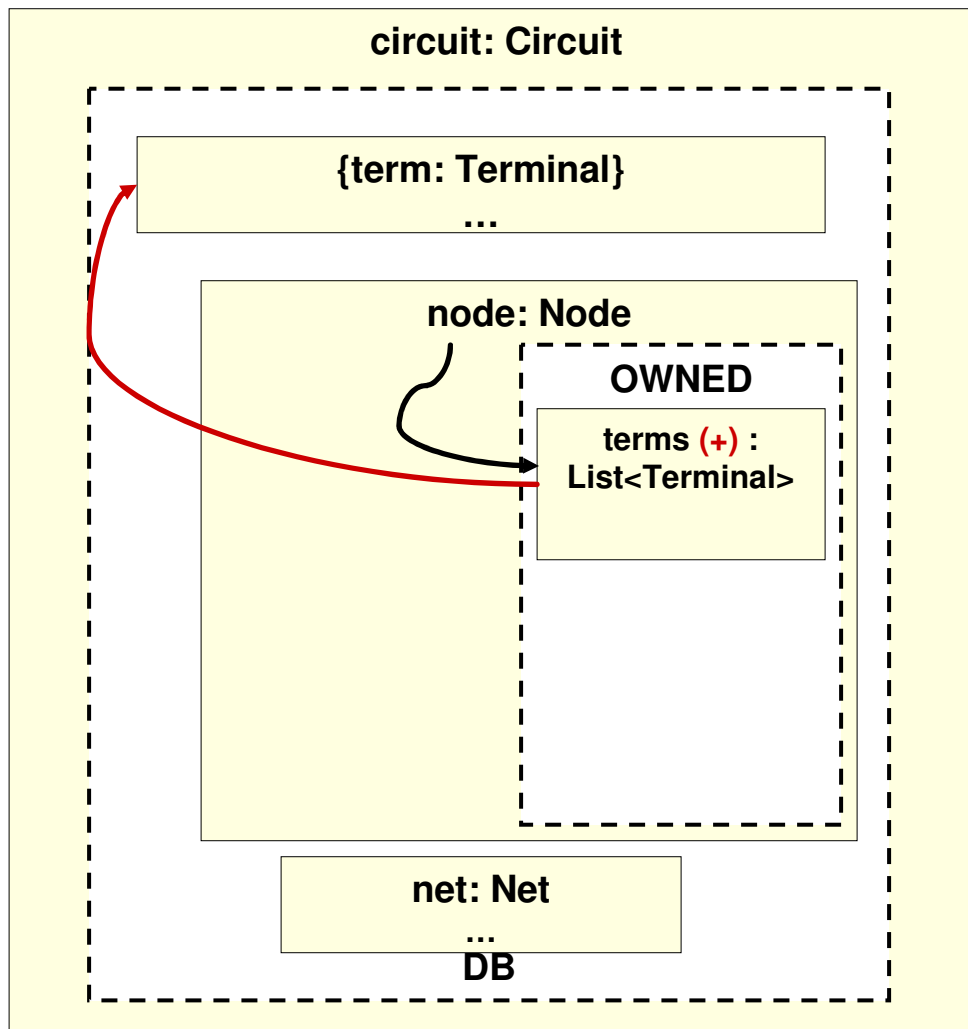 circuit: Circuit
{term: Terminal}
...
node: Node
OWNED
terms (+) :
List<Terminal>
net: Net
...
DB